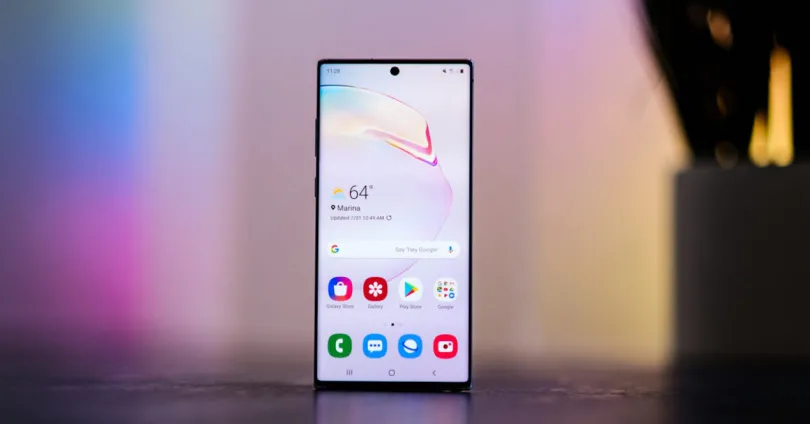 11:28
64°
Marina
Updated 7/31 10:49 AM
Say "Hey Google"
Galaxy Store
Gallery
Play Store
Google